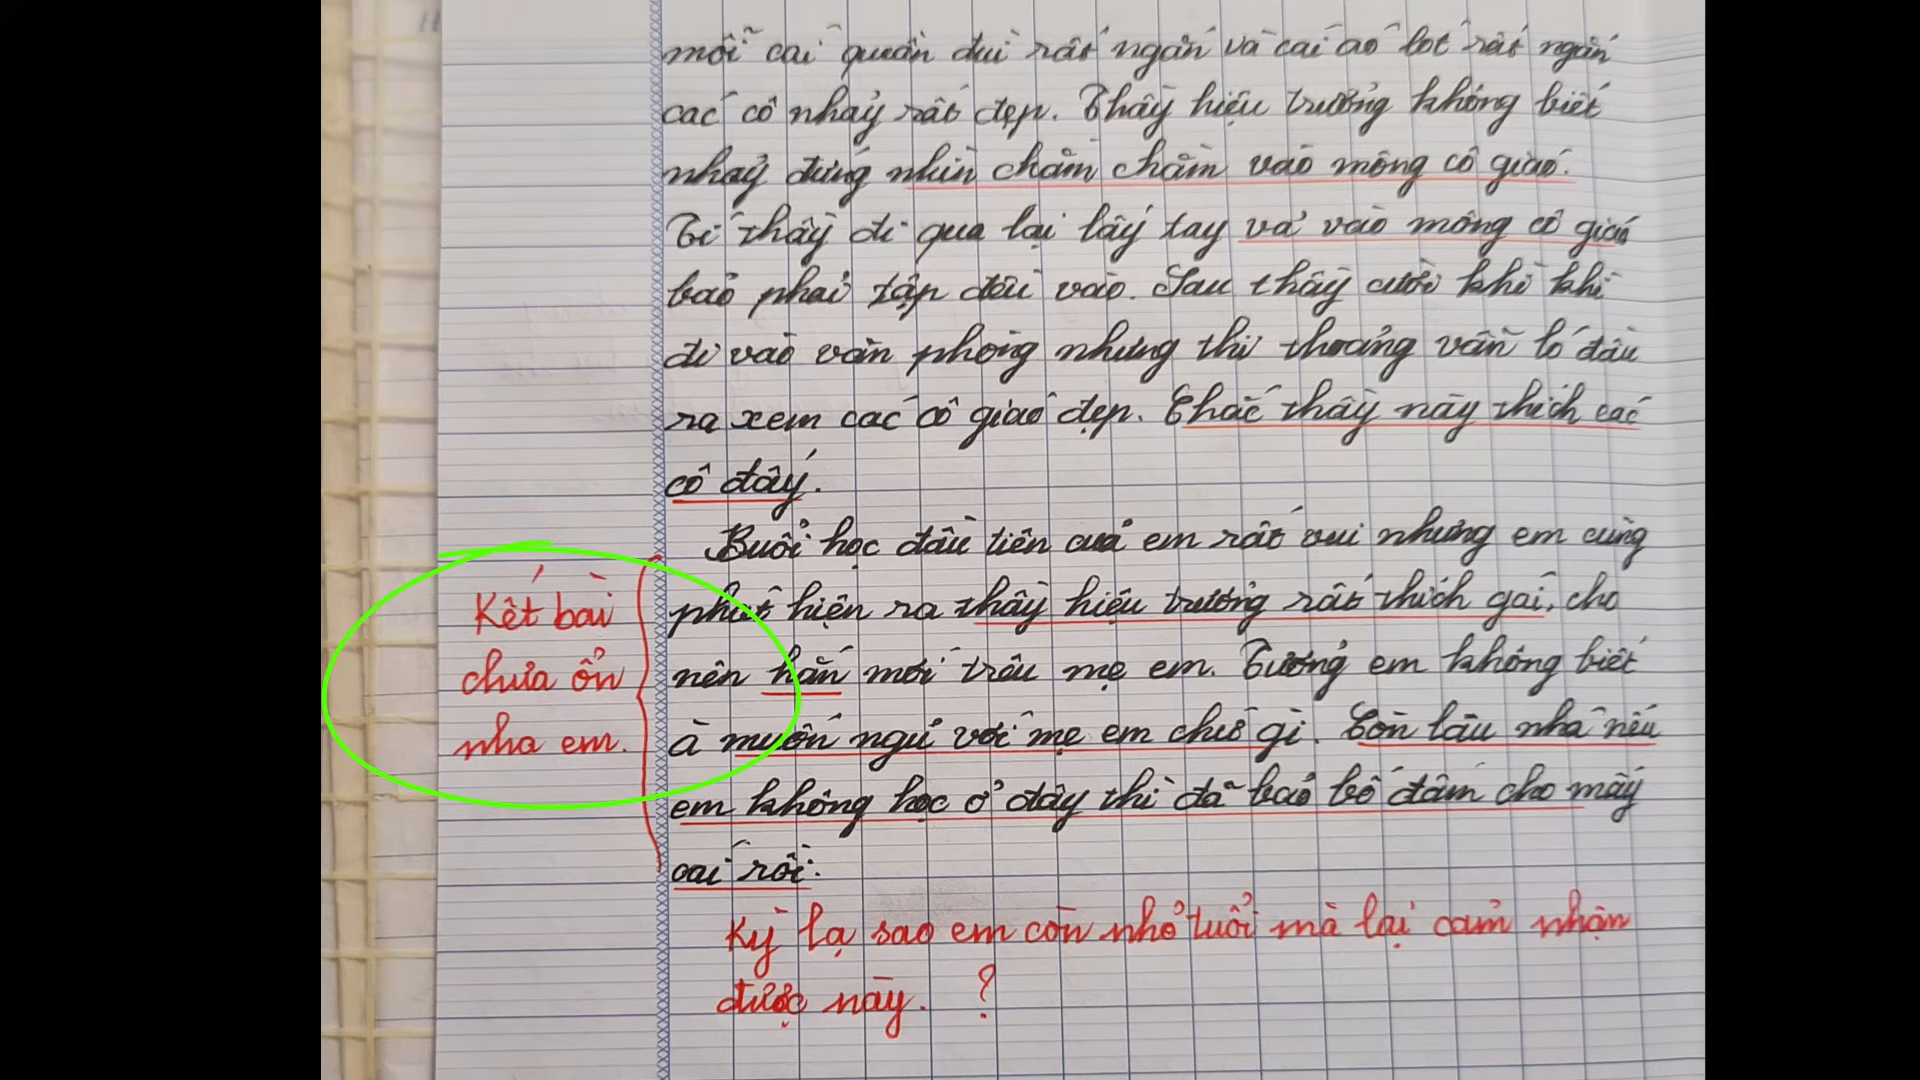 mỗi cái quần đùi rất ngắn và cái áo lót rất ngắn
các cô nhảy rất đẹp. Thầy hiệu trưởng không biết
nhảy đứng nhìn chằm chằm vào mông cô giáo.
Tí thầy đi qua lại lấy tay vả vào mông cô giáo
bảo phải tập đều vào. Sau thầy cười khì khì
đi vào văn phòng nhưng thi thoảng vẫn ló đầu
ra xem các cô giáo đẹp. Chắc thầy này thích các
cô đấy.
Buổi học đầu tiên của em rất vui nhưng em cũng
phát hiện ra thầy hiệu trưởng rất thích gái, cho
nên hắn mới trêu mẹ em. Tưởng em không biết
à muốn ngủ với mẹ em chứ gì. Còn lâu nha nếu
em không học ở đây thì đã bảo bố đấm cho mấy
cái rồi.
Kết bài
chưa ổn
nha em.
Kỳ lạ sao em còn nhỏ tuổi mà lại cảm nhận
được này. ?